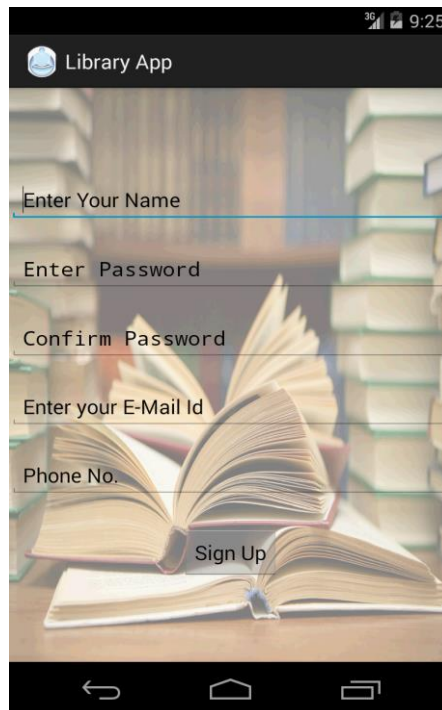 3G 9:25
Library App
Enter Your Name
Enter Password
Confirm Password
Enter your E-Mail Id
Phone No.
Sign Up